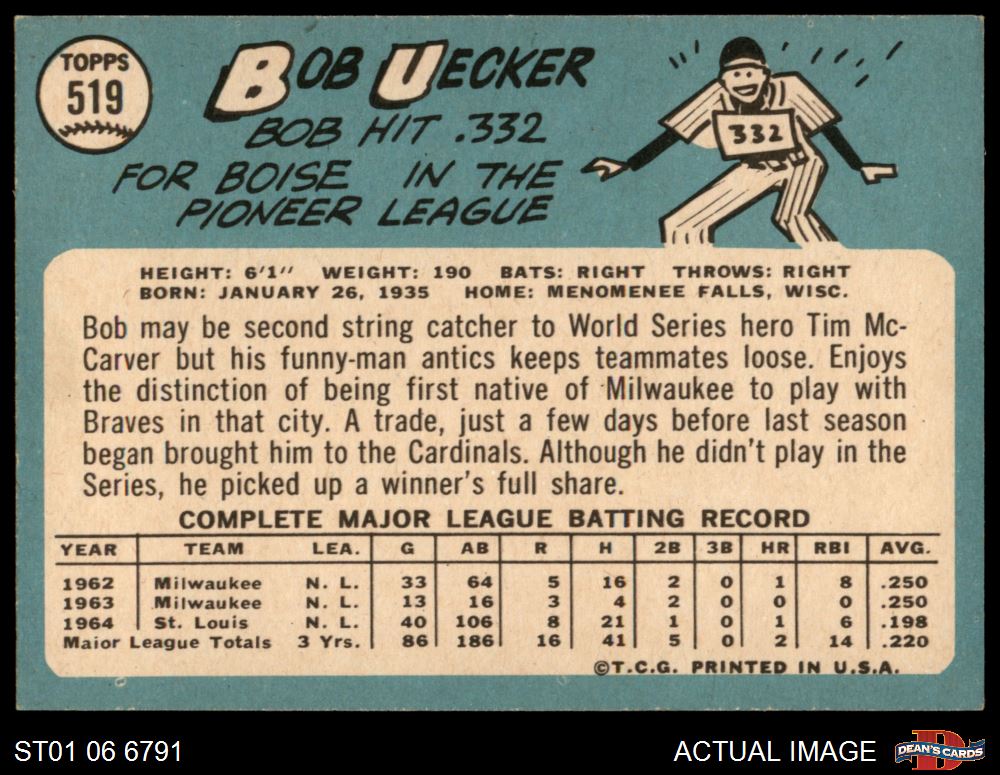 TOPPS
519
BOB UECKER
BOB HIT .332
FOR BOISE IN THE
PIONEER LEAGUE
332
HEIGHT: 6'1" WEIGHT: 190 BATS: RIGHT THROWS: RIGHT
BORN: JANUARY 26, 1935 HOME: MENOMENEE FALLS, WISC.
Bob may be second string catcher to World Series hero Tim Mc-
Carver but his funny-man antics keeps teammates loose. Enjoys
the distinction of being first native of Milwaukee to play with
Braves in that city. A trade, just a few days before last season
began brought him to the Cardinals. Although he didn't play in the
Series, he picked up a winner's full share.
COMPLETE MAJOR LEAGUE BATTING RECORD
YEAR TEAM LEA. G AB R H 2B 3B HR RBI AVG.
1962 Milwaukee N. L. 33 64 5 16 2 0 1 8 .250
1963 Milwaukee N. L. 13 16 3 4 2 0 0 0 .250
1964 St. Louis N. L. 40 106 8 21 1 0 1 6 .198
Major League Totals 3 Yrs. 86 186 16 41 5 0 2 14 .220
©T.C.G. PRINTED IN U.S.A.
ST01 06 6791
ACTUAL IMAGE
D
DEAN'S CARDS